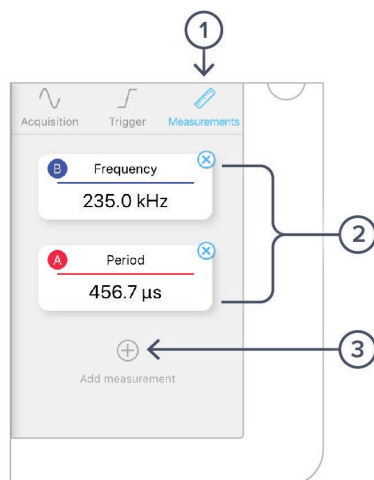 1
Acquisition Trigger Measurements
B Frequency
235.0 kHz
2
A Period
456.7 µs
3
Add measurement